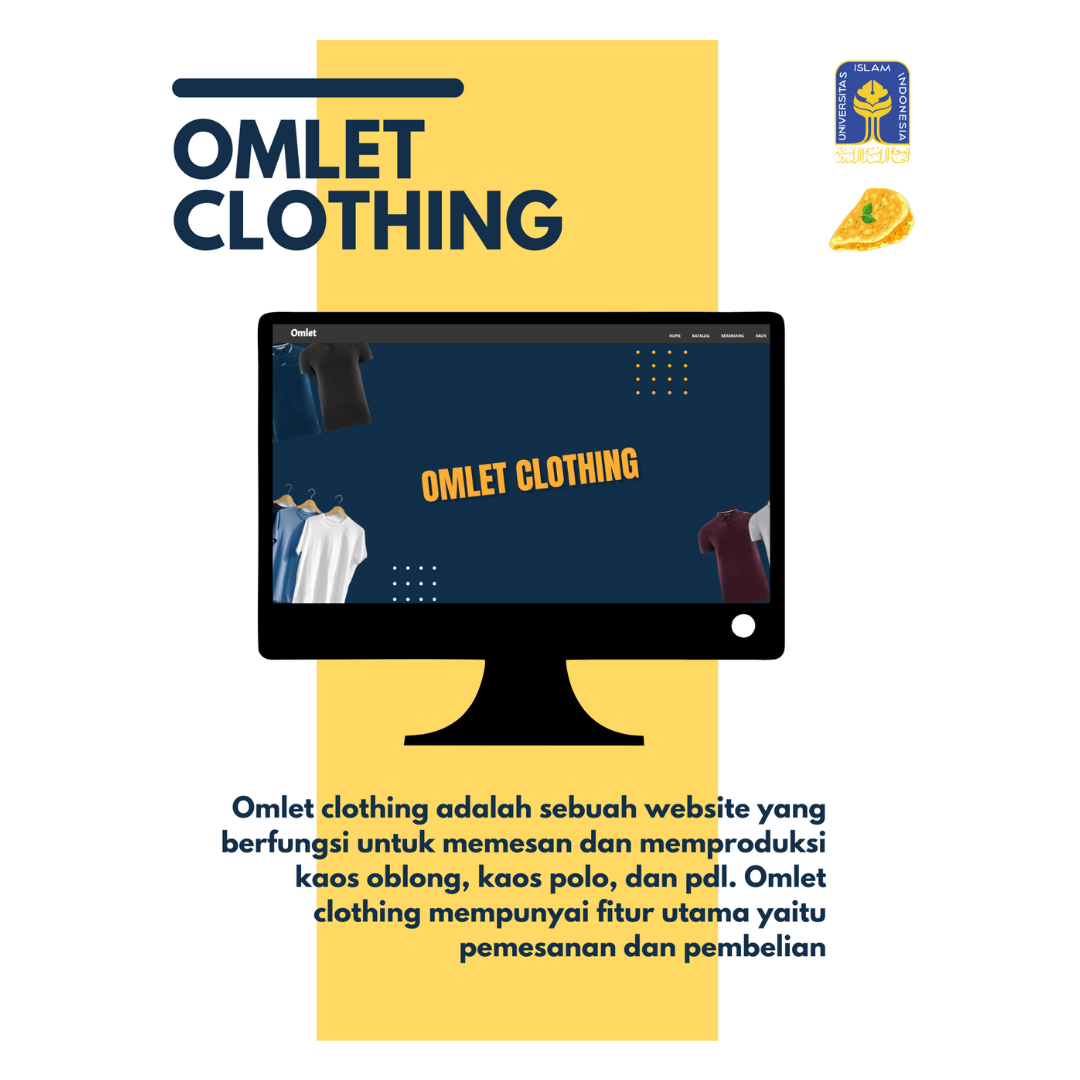 OMLET
CLOTHING
UNIVERSITAS ISLAM INDONESIA
Omlet
HOME KATALOG KERANJANG AKUN
OMLET CLOTHING
Omlet clothing adalah sebuah website yang
berfungsi untuk memesan dan memproduksi
kaos oblong, kaos polo, dan pdl. Omlet
clothing mempunyai fitur utama yaitu
pemesanan dan pembelian